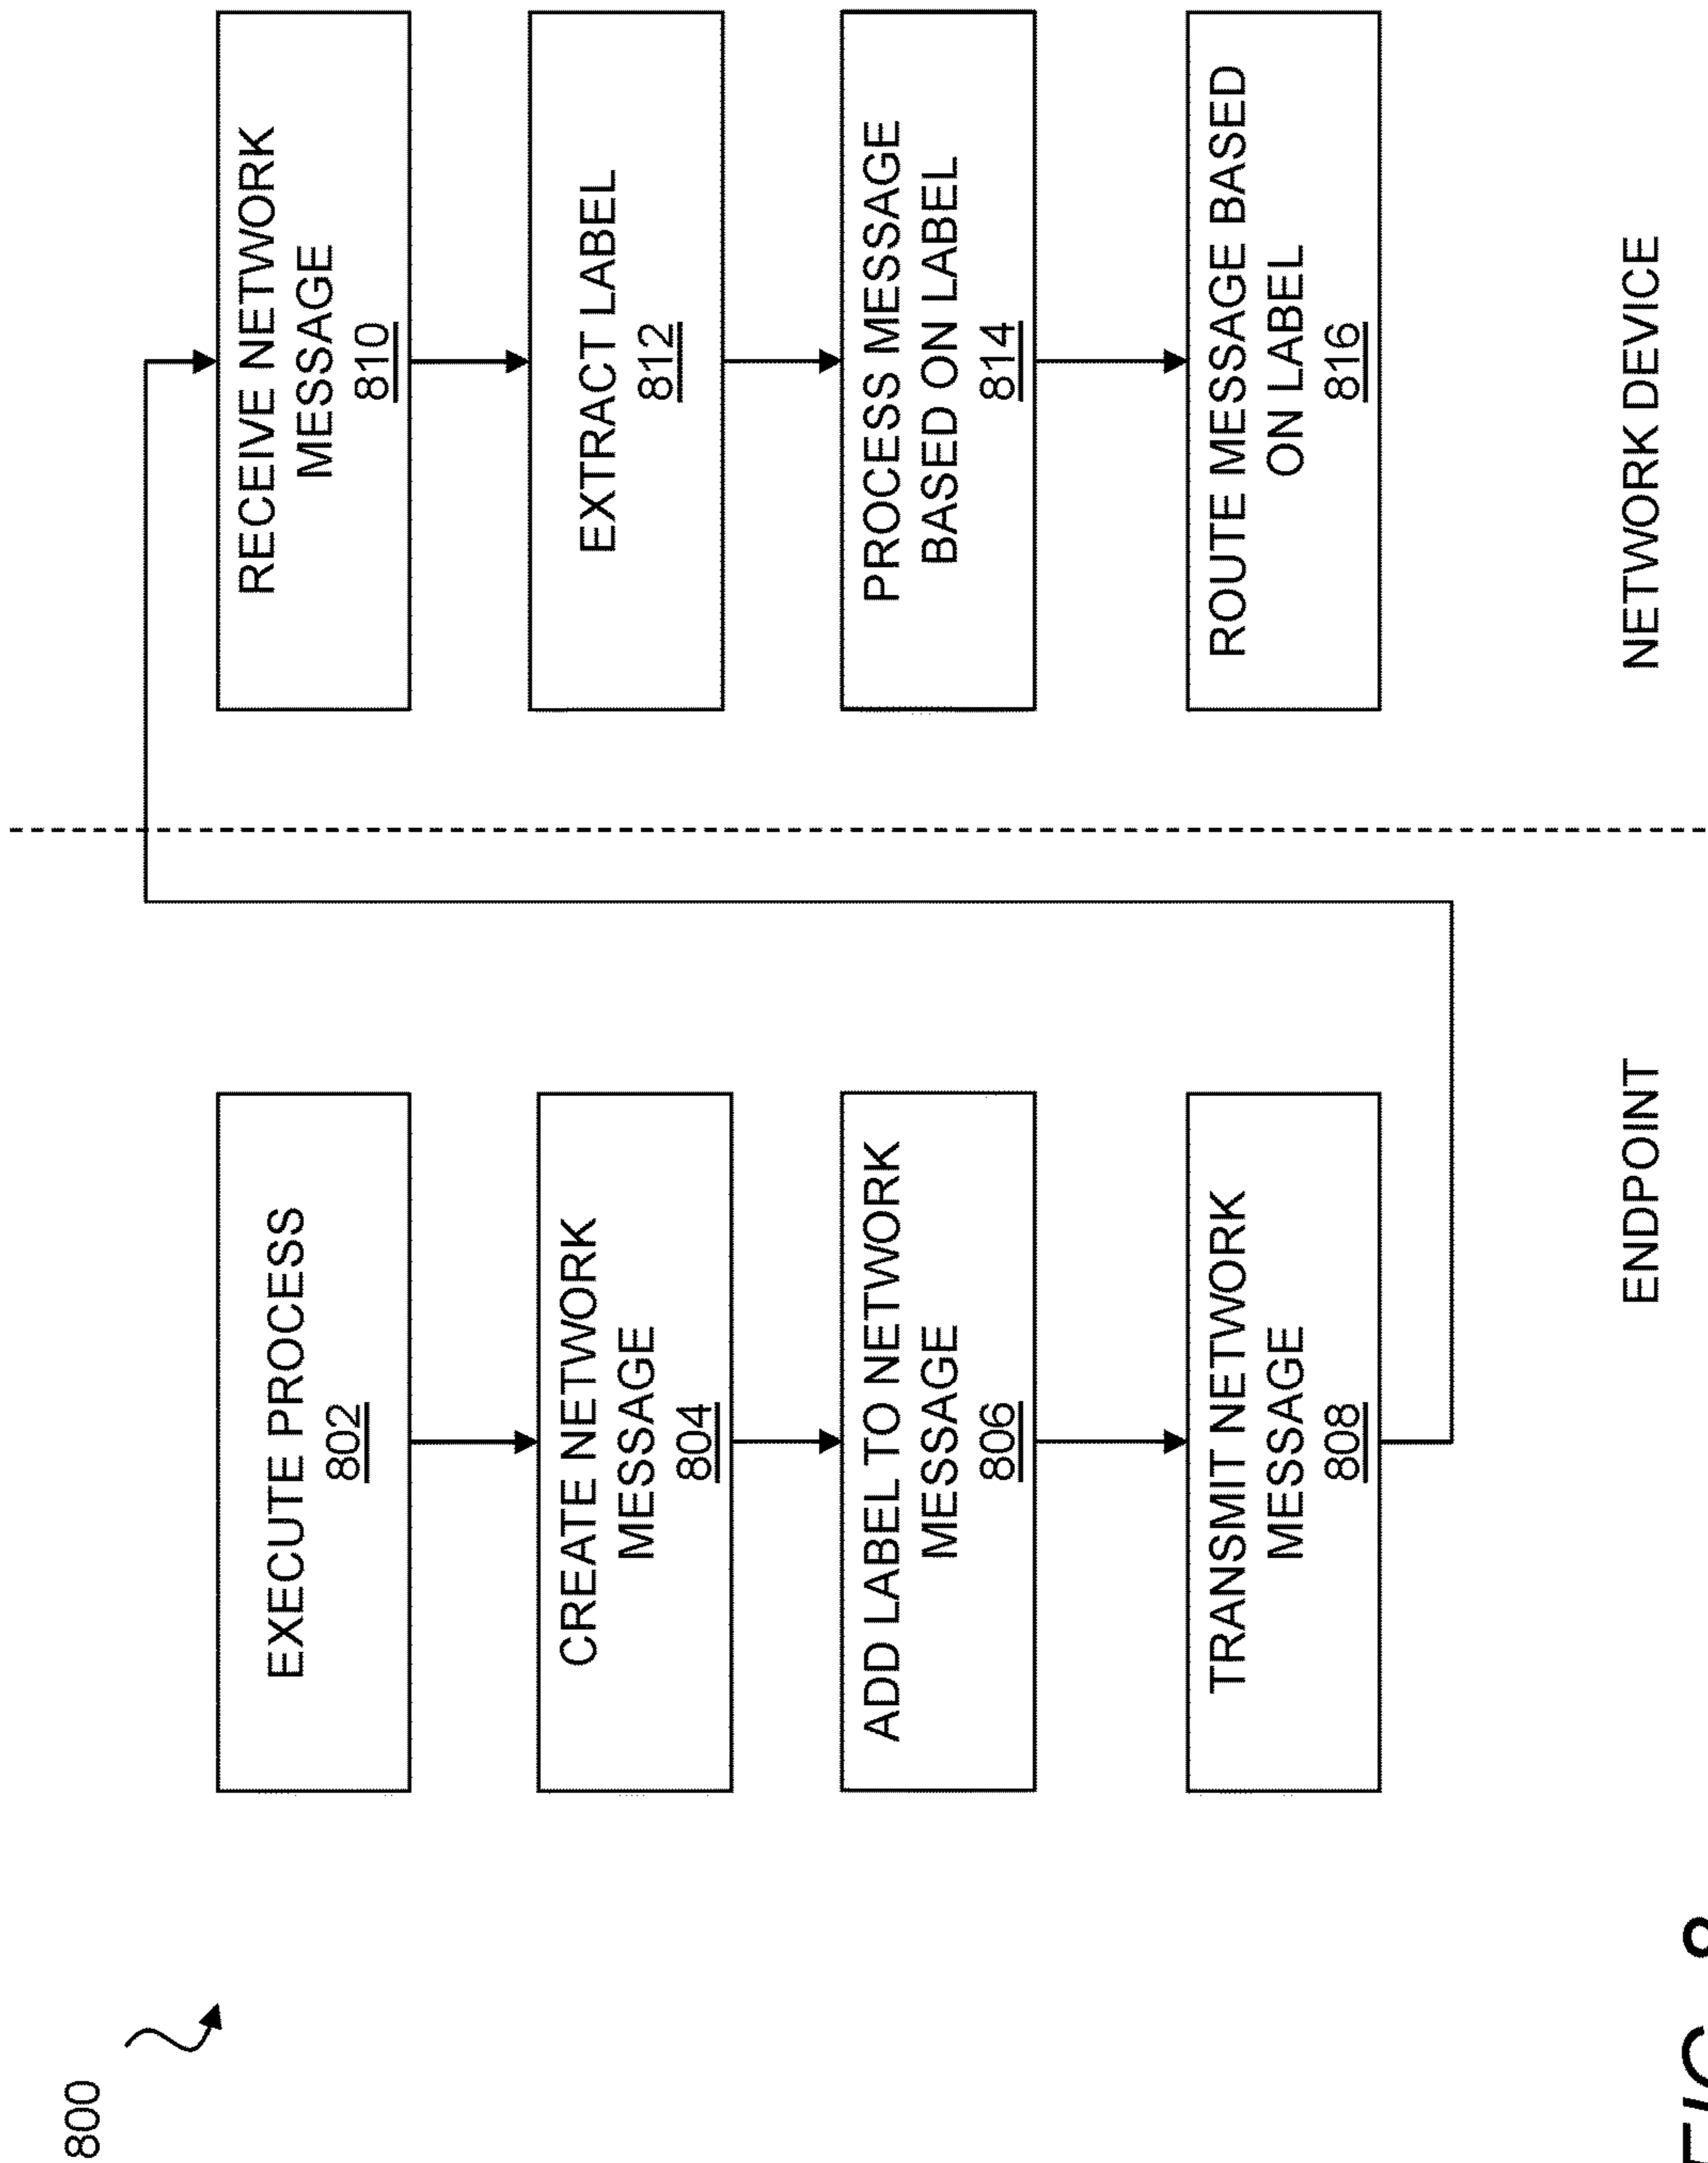 800
EXECUTE PROCESS
802
CREATE NETWORK
MESSAGE
804
ADD LABEL TO NETWORK
MESSAGE
806
TRANSMIT NETWORK
MESSAGE
808
ENDPOINT
RECEIVE NETWORK
MESSAGE
810
EXTRACT LABEL
812
PROCESS MESSAGE
BASED ON LABEL
814
ROUTE MESSAGE BASED
ON LABEL
816
NETWORK DEVICE
FIG. 8